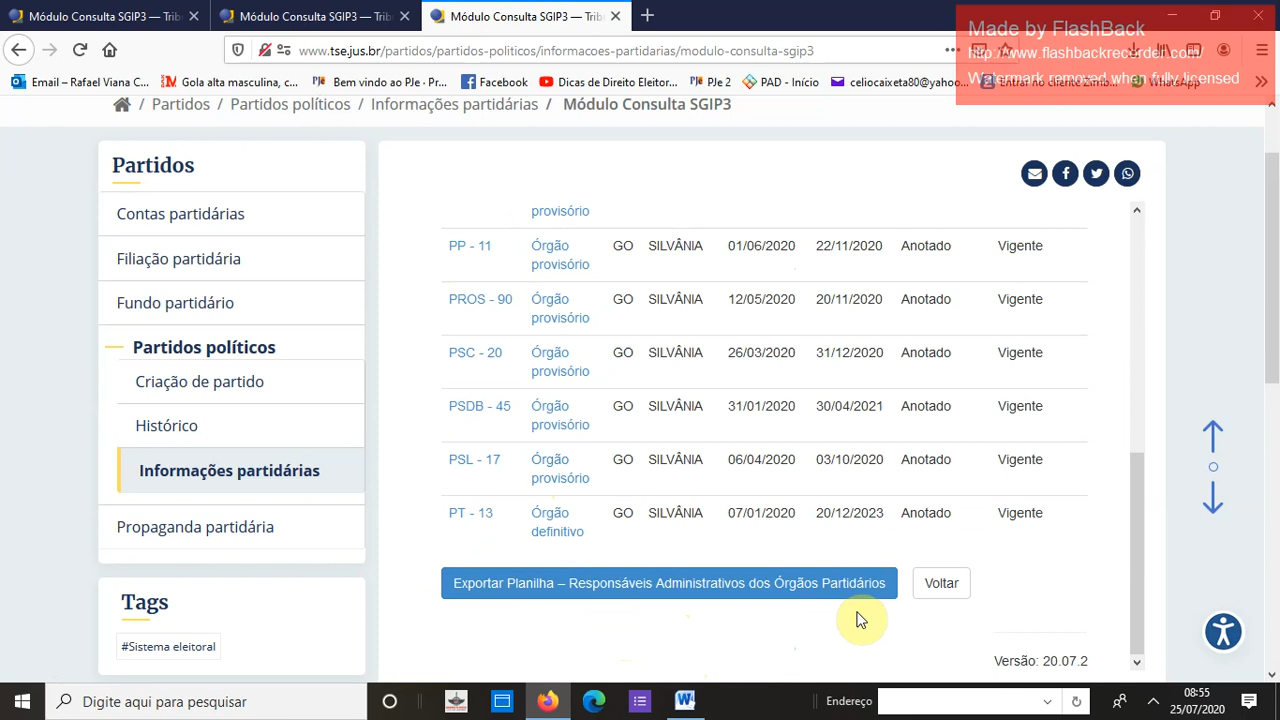 Módulo Consulta SGIP3 — Trib
Módulo Consulta SGIP3 — Trib
Módulo Consulta SGIP3 — Trib
Made by FlashBack
http://www.flashbackrecorder.com/
Watermark removed when fully licensed
www.tse.jus.br/partidos/partidos-politicos/informacoes-partidarias/modulo-consulta-sgip3
Email – Rafael Viana C...
Gola alta masculina, c...
Bem vindo ao PJe - Pr...
Facebook
Dicas de Direito Eleitor...
PJe 2
PAD - Início
celiocaixeta80@yahoo...
Entrar no cliente Zimb...
WhatsApp
/ Partidos / Partidos políticos / Informações partidárias / Módulo Consulta SGIP3
Partidos
Contas partidárias
Filiação partidária
Fundo partidário
Partidos políticos
Criação de partido
Histórico
Informações partidárias
Propaganda partidária
Tags
#Sistema eleitoral
provisório
PP - 11 Órgão provisório GO SILVÂNIA 01/06/2020 22/11/2020 Anotado Vigente
PROS - 90 Órgão provisório GO SILVÂNIA 12/05/2020 20/11/2020 Anotado Vigente
PSC - 20 Órgão provisório GO SILVÂNIA 26/03/2020 31/12/2020 Anotado Vigente
PSDB - 45 Órgão provisório GO SILVÂNIA 31/01/2020 30/04/2021 Anotado Vigente
PSL - 17 Órgão provisório GO SILVÂNIA 06/04/2020 03/10/2020 Anotado Vigente
PT - 13 Órgão definitivo GO SILVÂNIA 07/01/2020 20/12/2023 Anotado Vigente
Exportar Planilha – Responsáveis Administrativos dos Órgãos Partidários
Voltar
Versão: 20.07.2
Digite aqui para pesquisar
Endereço
08:55
25/07/2020